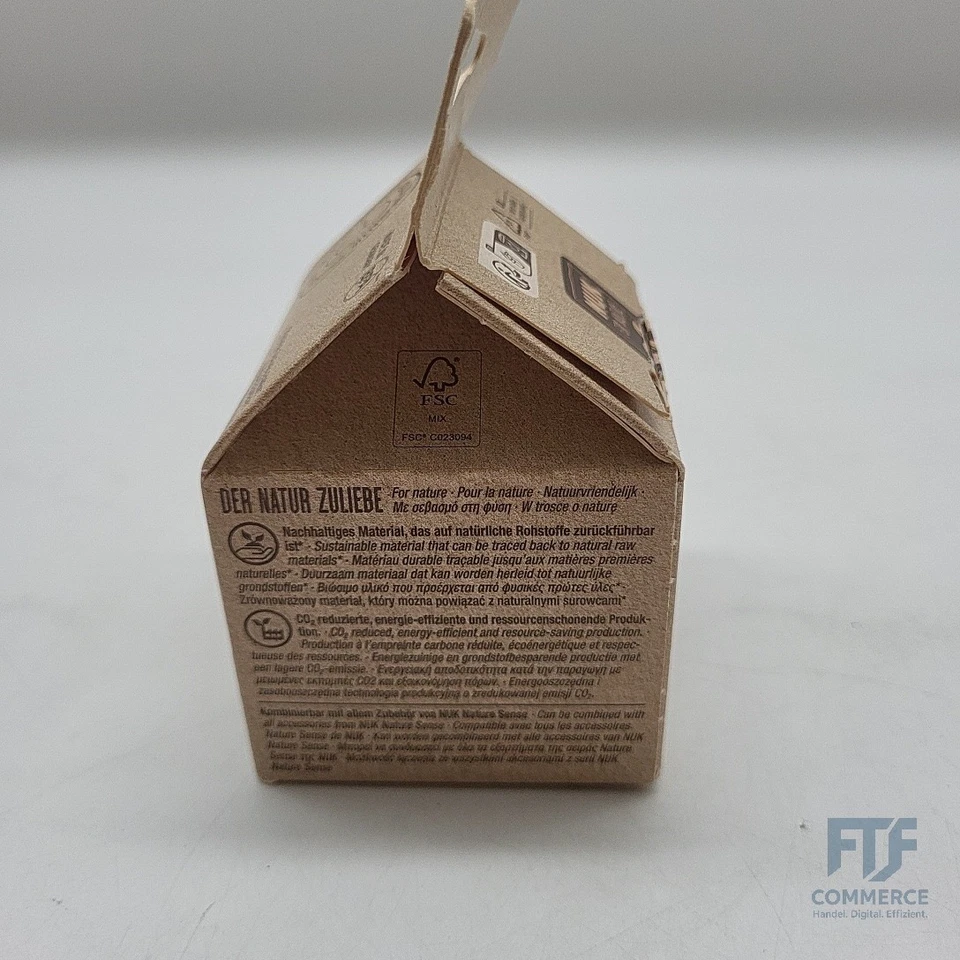 FSC
MIX
FSC® C023094
DER NATUR ZULIEBE For nature · Pour la nature · Natuurvriendelijk ·
Με σεβασμό στη φύση · W trosce o naturę
Nachhaltiges Material, das auf natürliche Rohstoffe zurückführbar
ist* · Sustainable material that can be traced back to natural raw
materials* · Matériau durable traçable jusqu'aux matières premières
naturelles* · Duurzaam materiaal dat kan worden herleid tot natuurlijke
grondstoffen* · Βιώσιμο υλικό που προέρχεται από φυσικές πρώτες ύλες* ·
Zrównoważony materiał, który można powiązać z naturalnymi surowcami*
CO₂ reduzierte, energie-effiziente und ressourcenschonende Produk-
tion. · CO₂ reduced, energy-efficient and resource-saving production. ·
Production à l'empreinte carbone réduite, écoénergétique et respec-
tueuse des ressources. · Energiezuinige en grondstofbesparende productie met
een lagere CO₂-emissie. · Ενεργειακή αποδοτικότητα κατά την παραγωγή με
μειωμένες εκπομπές CO2 και εξοικονόμηση πόρων. · Energooszczędna i
zasobooszczędna technologia produkcyjna o zredukowanej emisji CO₂.
Kombinierbar mit allem Zubehör von NUK Nature Sense · Can be combined with
all accessories from NUK Nature Sense · Compatible avec tous les accessoires
Nature Sense de NUK · Kan worden gecombineerd met alle accessoires van NUK
Nature Sense · Μπορεί να συνδυαστεί με όλα τα εξαρτήματα της σειράς Nature
Sense της NUK · Możliwość łączenia ze wszystkimi akcesoriami z serii NUK
Nature Sense
FTF
COMMERCE
Handel. Digital. Effizient.